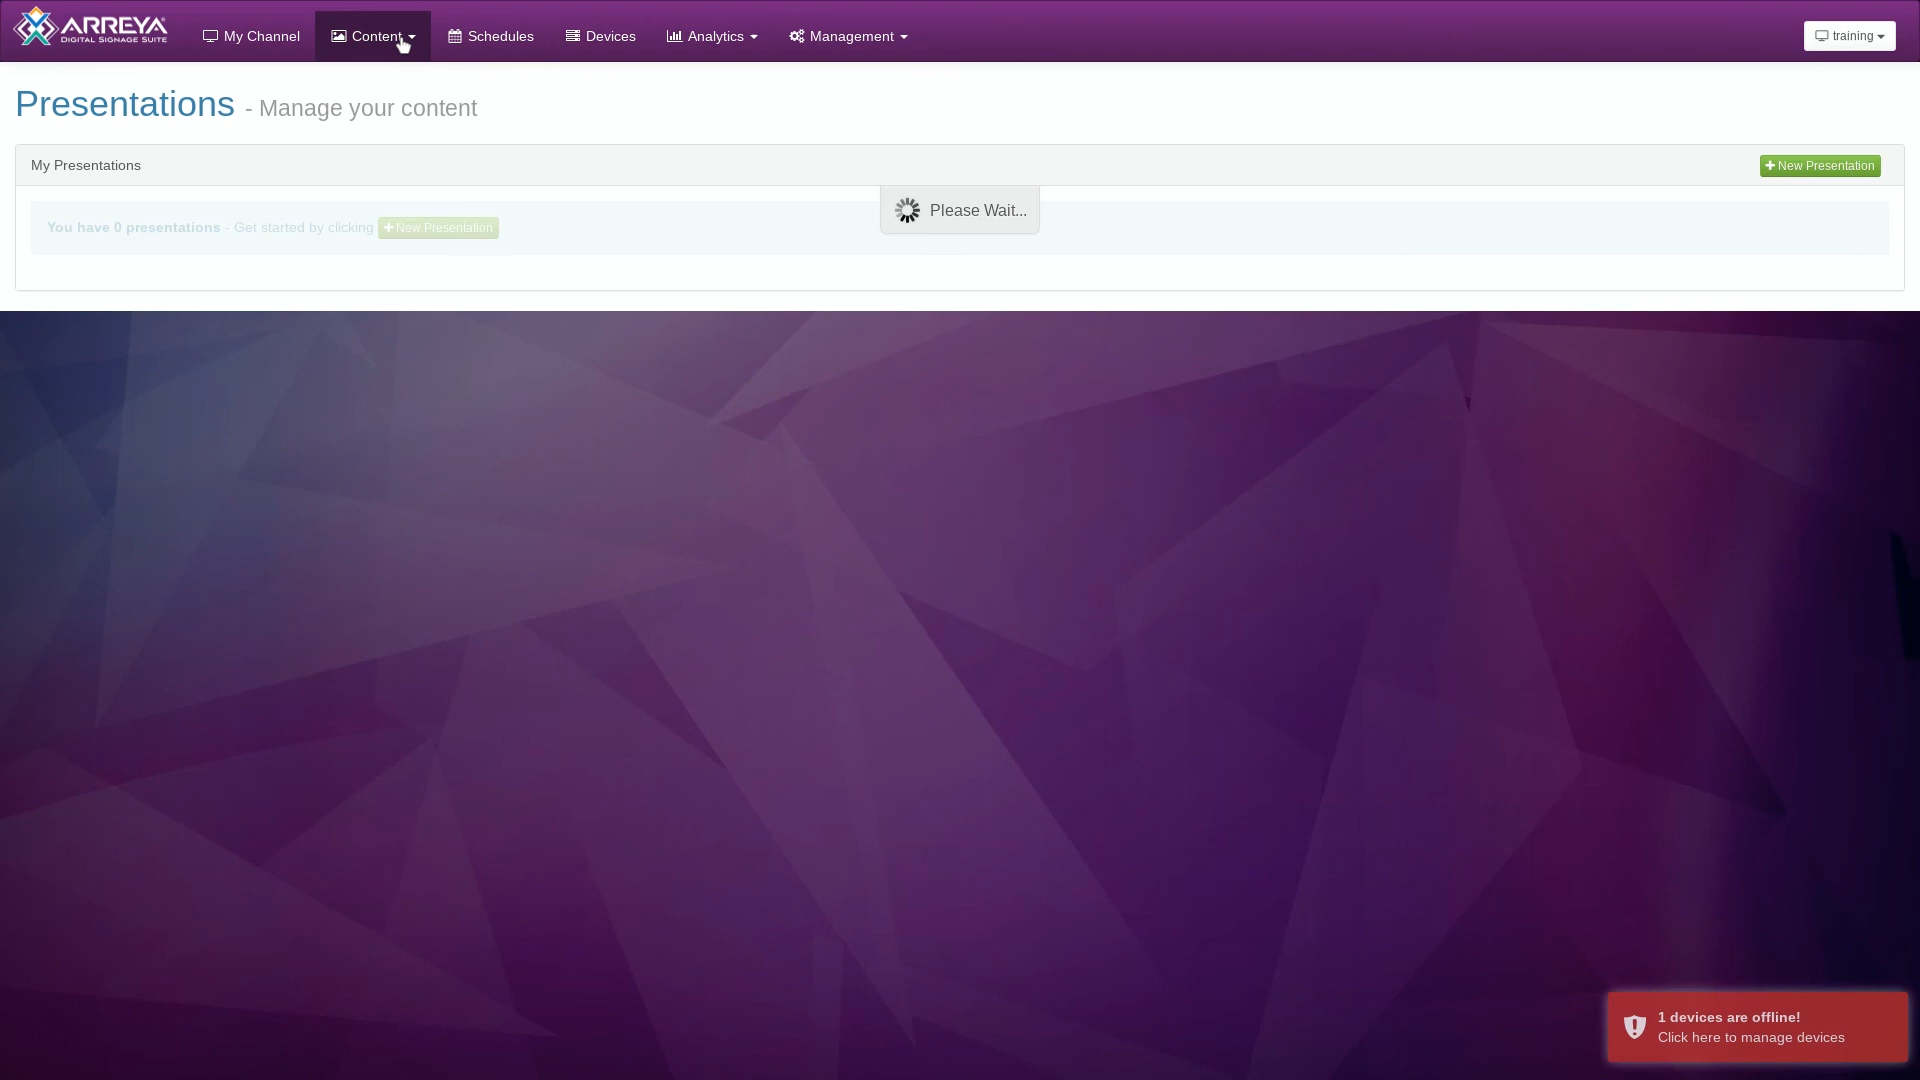 ARREYA
DIGITAL SIGNAGE SUITE
My Channel
Content
Schedules
Devices
Analytics
Management
training
Presentations - Manage your content
My Presentations
New Presentation
You have 0 presentations - Get started by clicking New Presentation
Please Wait...
1 devices are offline!
Click here to manage devices